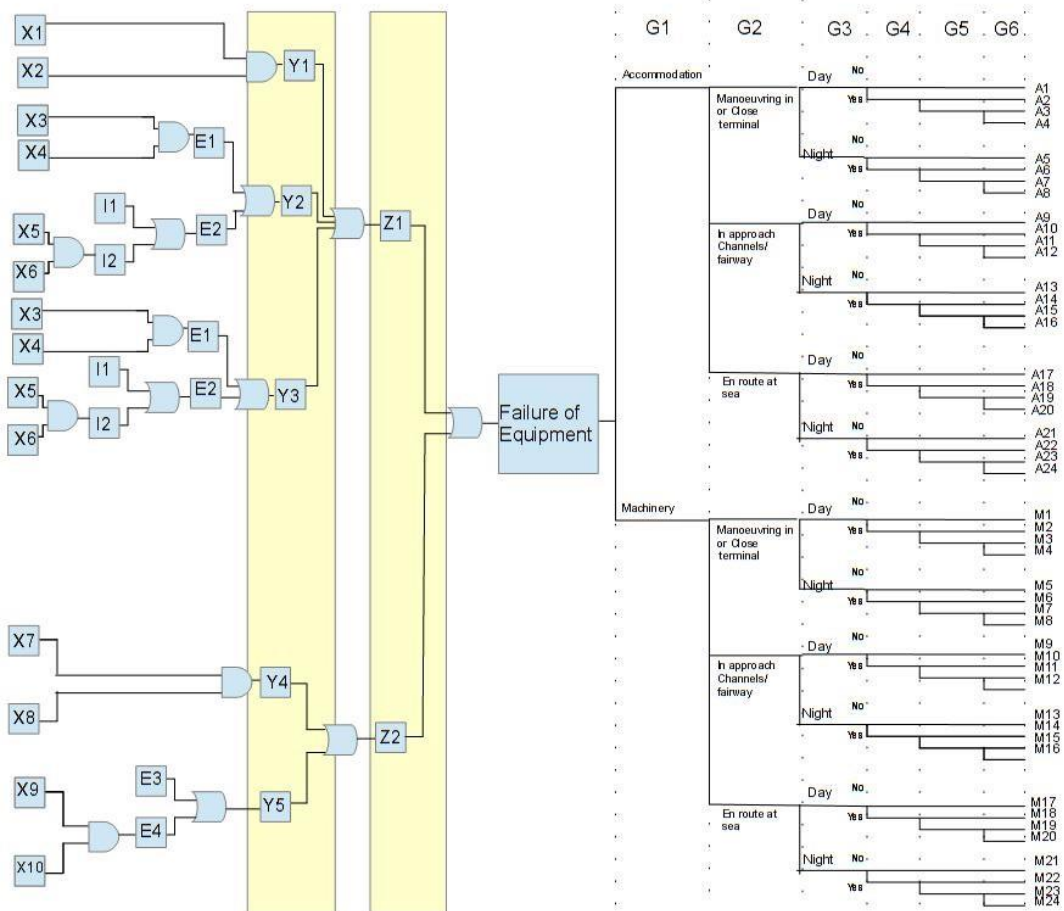 G1 G2 G3 G4 G5 G6
X1
X2
Y1
X3
X4
E1
Y2
I1
E2
X5
X6
I2
Z1
X3
X4
E1
I1
E2
Y3
X5
X6
I2
Failure of
Equipment
X7
X8
Y4
Z2
X9
X10
E3
E4
Y5
Accommodation
Manoeuvring in
or Close
terminal
Day No
Yes
A1
A2
A3
A4
Night No
Yes
A5
A6
A7
A8
In approach
Channels/
fairway
Day No
Yes
A9
A10
A11
A12
Night No
Yes
A13
A14
A15
A16
En route at
sea
Day No
Yes
A17
A18
A19
A20
Night No
Yes
A21
A22
A23
A24
Machinery
Manoeuvring in
or Close
terminal
Day No
Yes
M1
M2
M3
M4
Night No
Yes
M5
M6
M7
M8
In approach
Channels/
fairway
Day No
Yes
M9
M10
M11
M12
Night No
Yes
M13
M14
M15
M16
En route at
sea
Day No
Yes
M17
M18
M19
M20
Night No
Yes
M21
M22
M23
M24